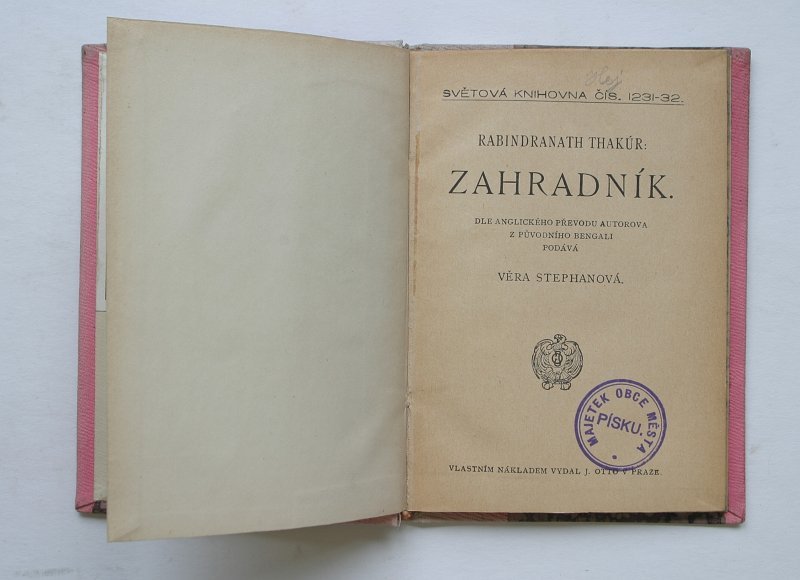 SVĚTOVÁ KNIHOVNA ČÍS. 1231-32.
RABINDRANATH THAKÚR:
ZAHRADNÍK.
DLE ANGLICKÉHO PŘEVODU AUTOROVA
Z PŮVODNÍHO BENGALI
PODÁVÁ
VĚRA STEPHANOVÁ.
MAJETEK OBCE MĚSTA
PÍSKU.
VLASTNÍM NÁKLADEM VYDAL J. OTTO V PRAZE.